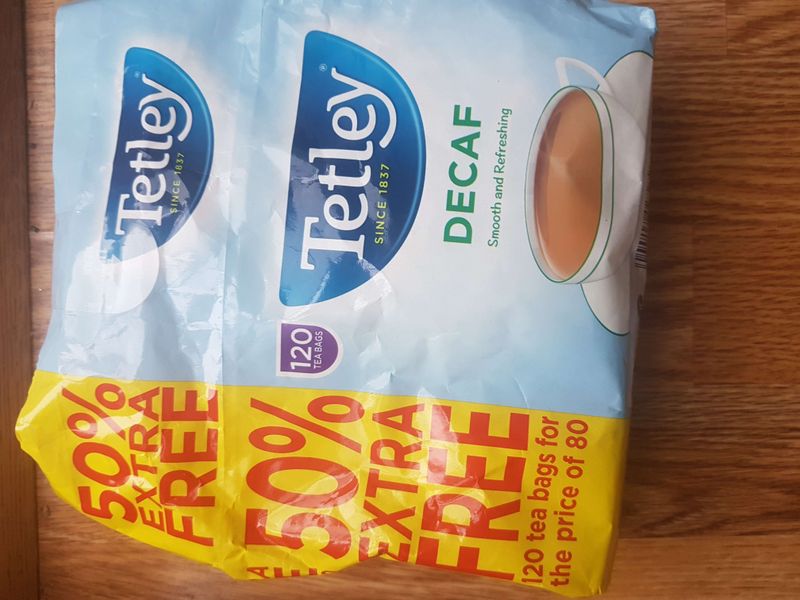 Tetley
SINCE 1837
50%
EXTRA
FREE
Tetley
SINCE 1837
DECAF
Smooth and Refreshing
120
TEA BAGS
50%
EXTRA
FREE
120 tea bags for
the price of 80